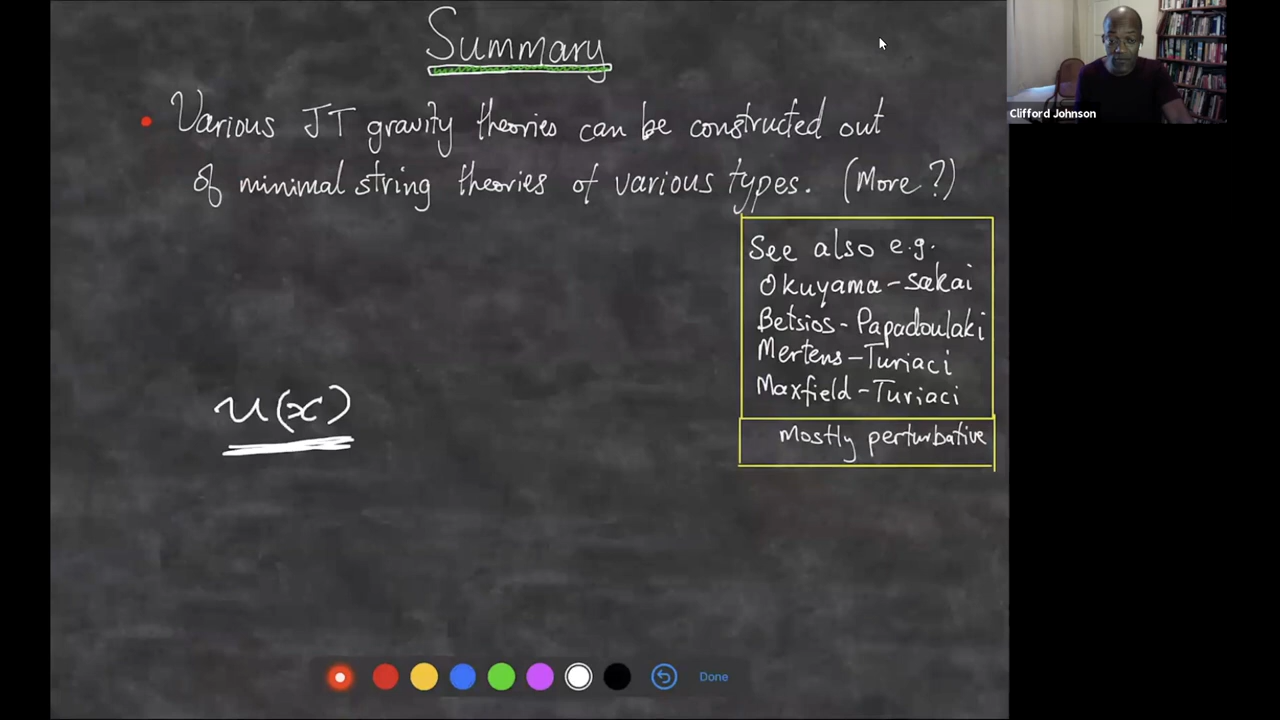 Summary
• Various JT gravity theories can be constructed out
of minimal string theories of various types. (More?)
See also e.g.
Okuyama-Sakai
Betsios-Papadoulaki
Mertens-Turiaci
Maxfield-Turiaci
Mostly perturbative
u(x)
Clifford Johnson
Done